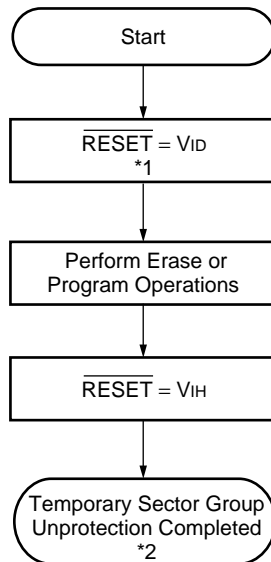 Start
RESET = VID
*1
Perform Erase or
Program Operations
RESET = VIH
Temporary Sector Group
Unprotection Completed
*2